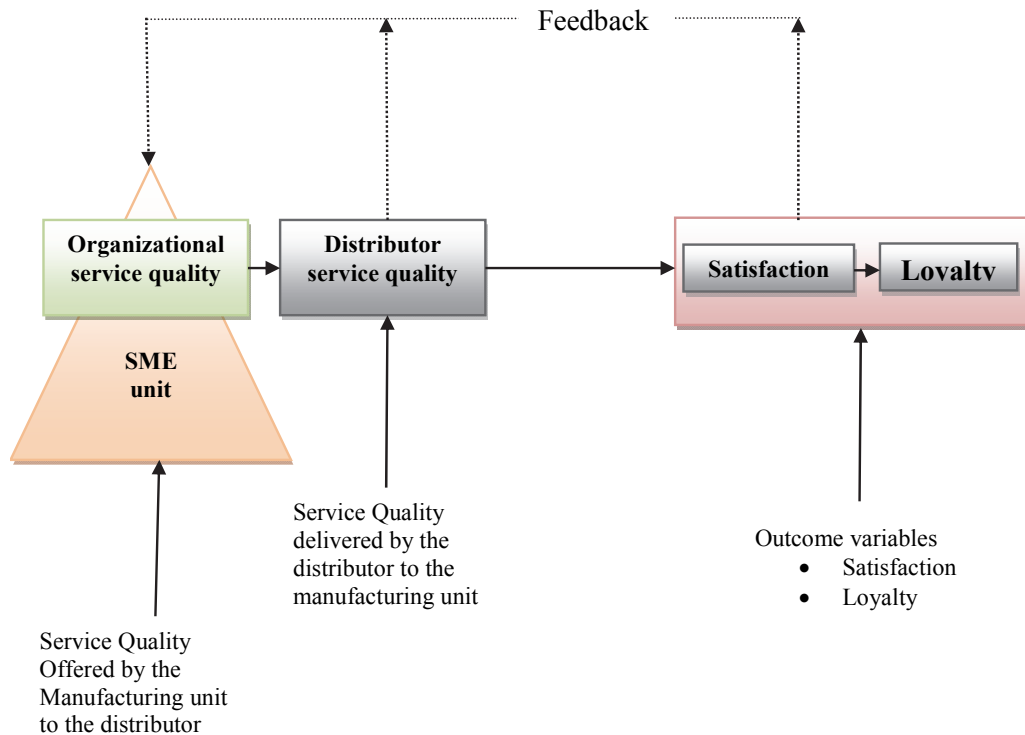 Feedback
Organizational
service quality
Distributor
service quality
Satisfaction
Loyalty
SME
unit
Service Quality
delivered by the
distributor to the
manufacturing unit
Outcome variables
• Satisfaction
• Loyalty
Service Quality
Offered by the
Manufacturing unit
to the distributor